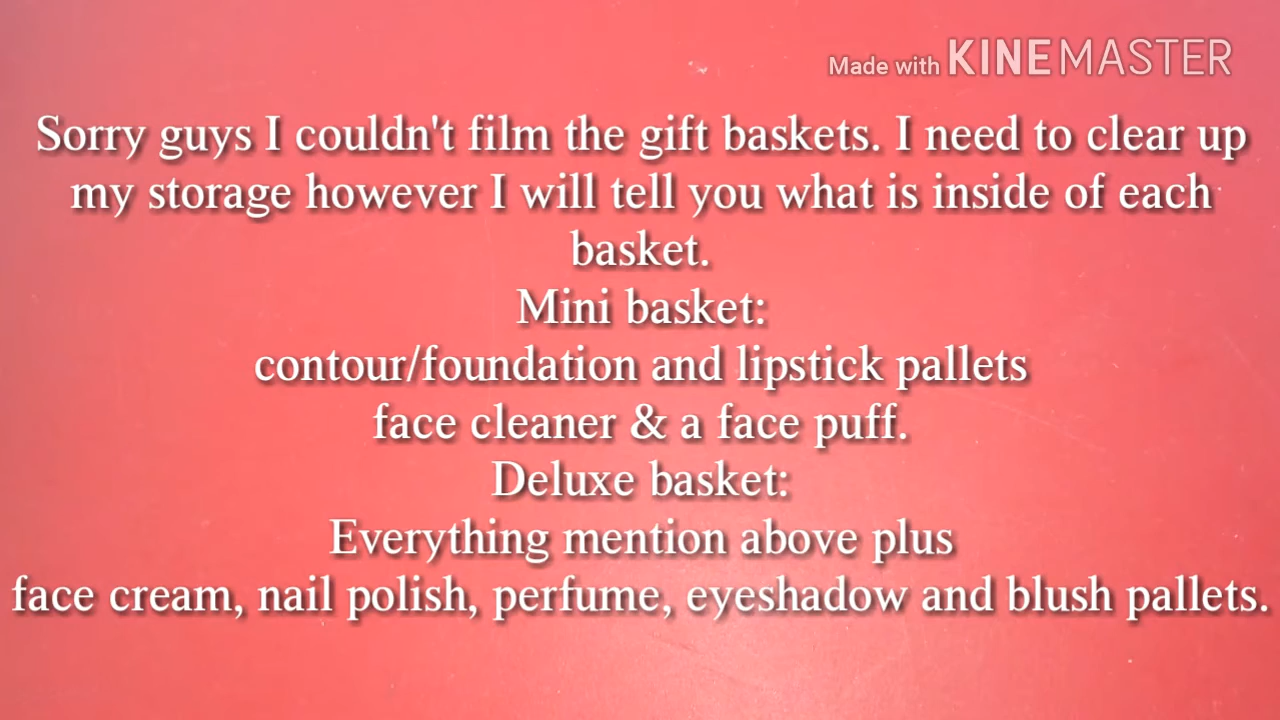 Made with KINEMASTER
Sorry guys I couldn't film the gift baskets. I need to clear up
my storage however I will tell you what is inside of each
basket.
Mini basket:
contour/foundation and lipstick pallets
face cleaner & a face puff.
Deluxe basket:
Everything mention above plus
face cream, nail polish, perfume, eyeshadow and blush pallets.